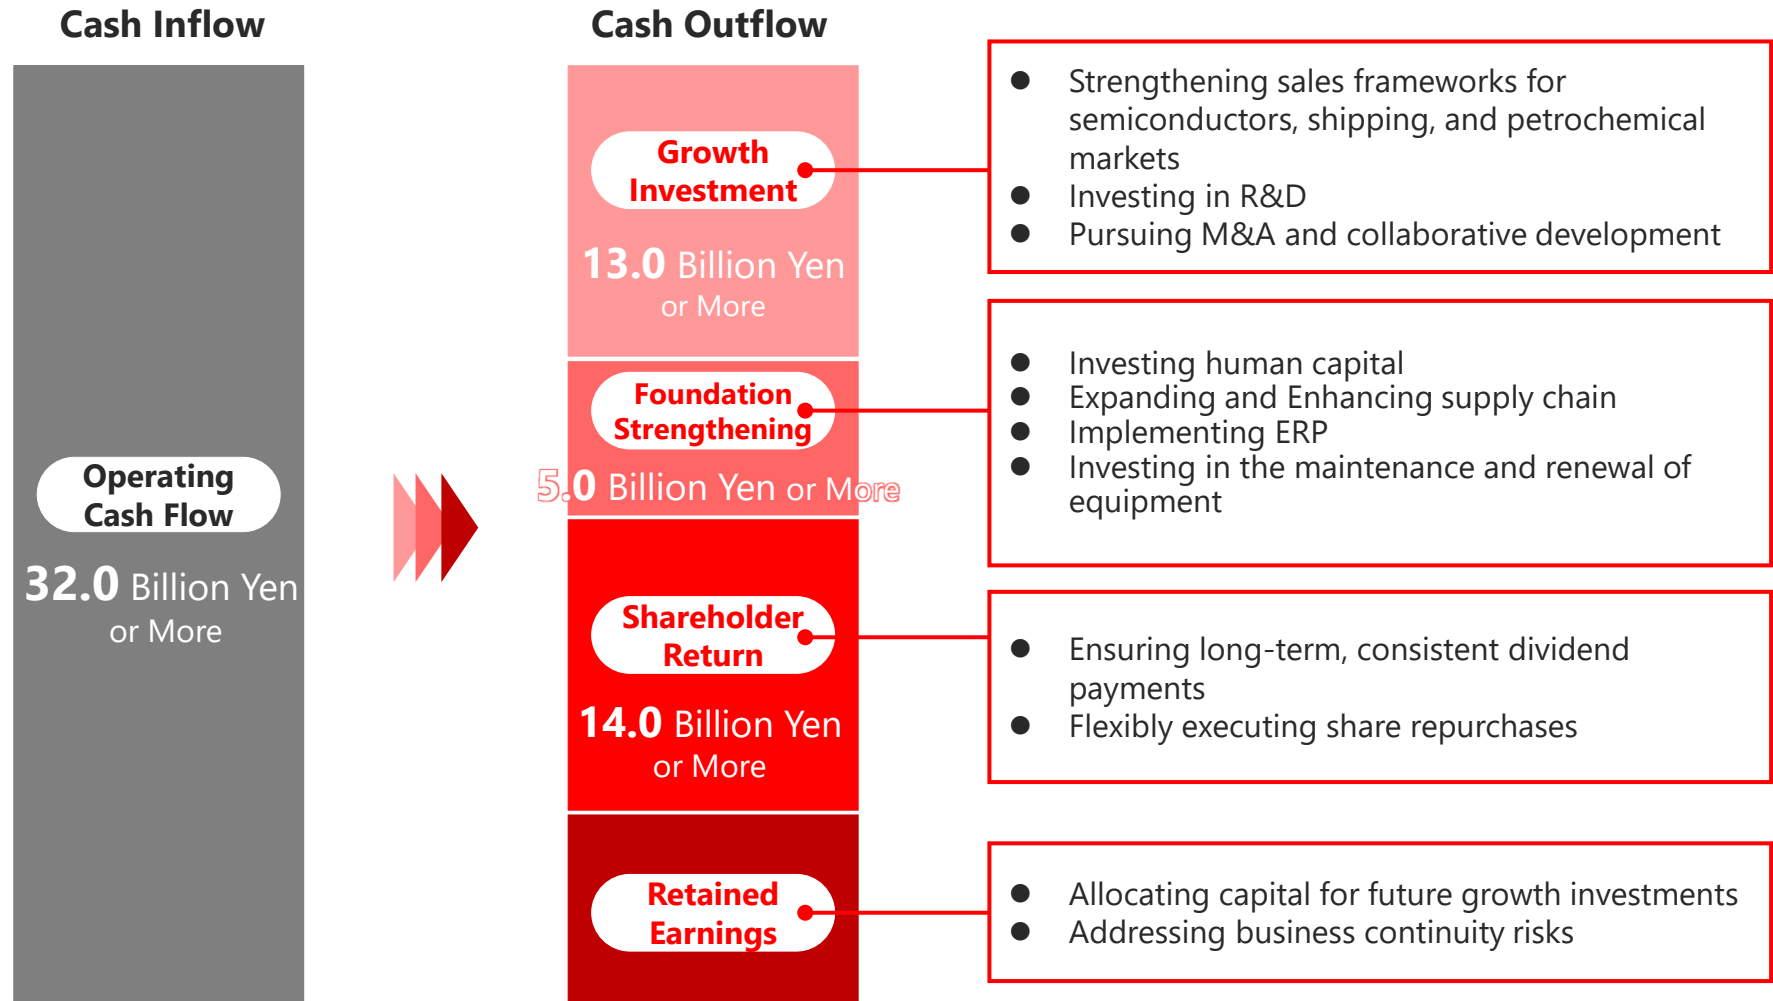 Cash Inflow
Operating
Cash Flow
32.0 Billion Yen
or More
Cash Outflow
Growth
Investment
13.0 Billion Yen
or More
● Strengthening sales frameworks for
semiconductors, shipping, and petrochemical
markets
● Investing in R&D
● Pursuing M&A and collaborative development
Foundation
Strengthening
5.0 Billion Yen or More
● Investing human capital
● Expanding and Enhancing supply chain
● Implementing ERP
● Investing in the maintenance and renewal of
equipment
Shareholder
Return
14.0 Billion Yen
or More
● Ensuring long-term, consistent dividend
payments
● Flexibly executing share repurchases
Retained
Earnings
● Allocating capital for future growth investments
● Addressing business continuity risks